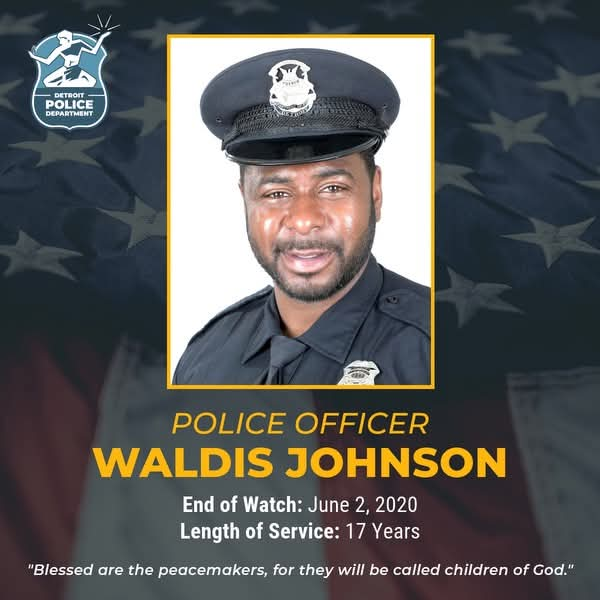 DETROIT
POLICE
DEPARTMENT
POLICE OFFICER
WALDIS JOHNSON
End of Watch: June 2, 2020
Length of Service: 17 Years
"Blessed are the peacemakers, for they will be called children of God."